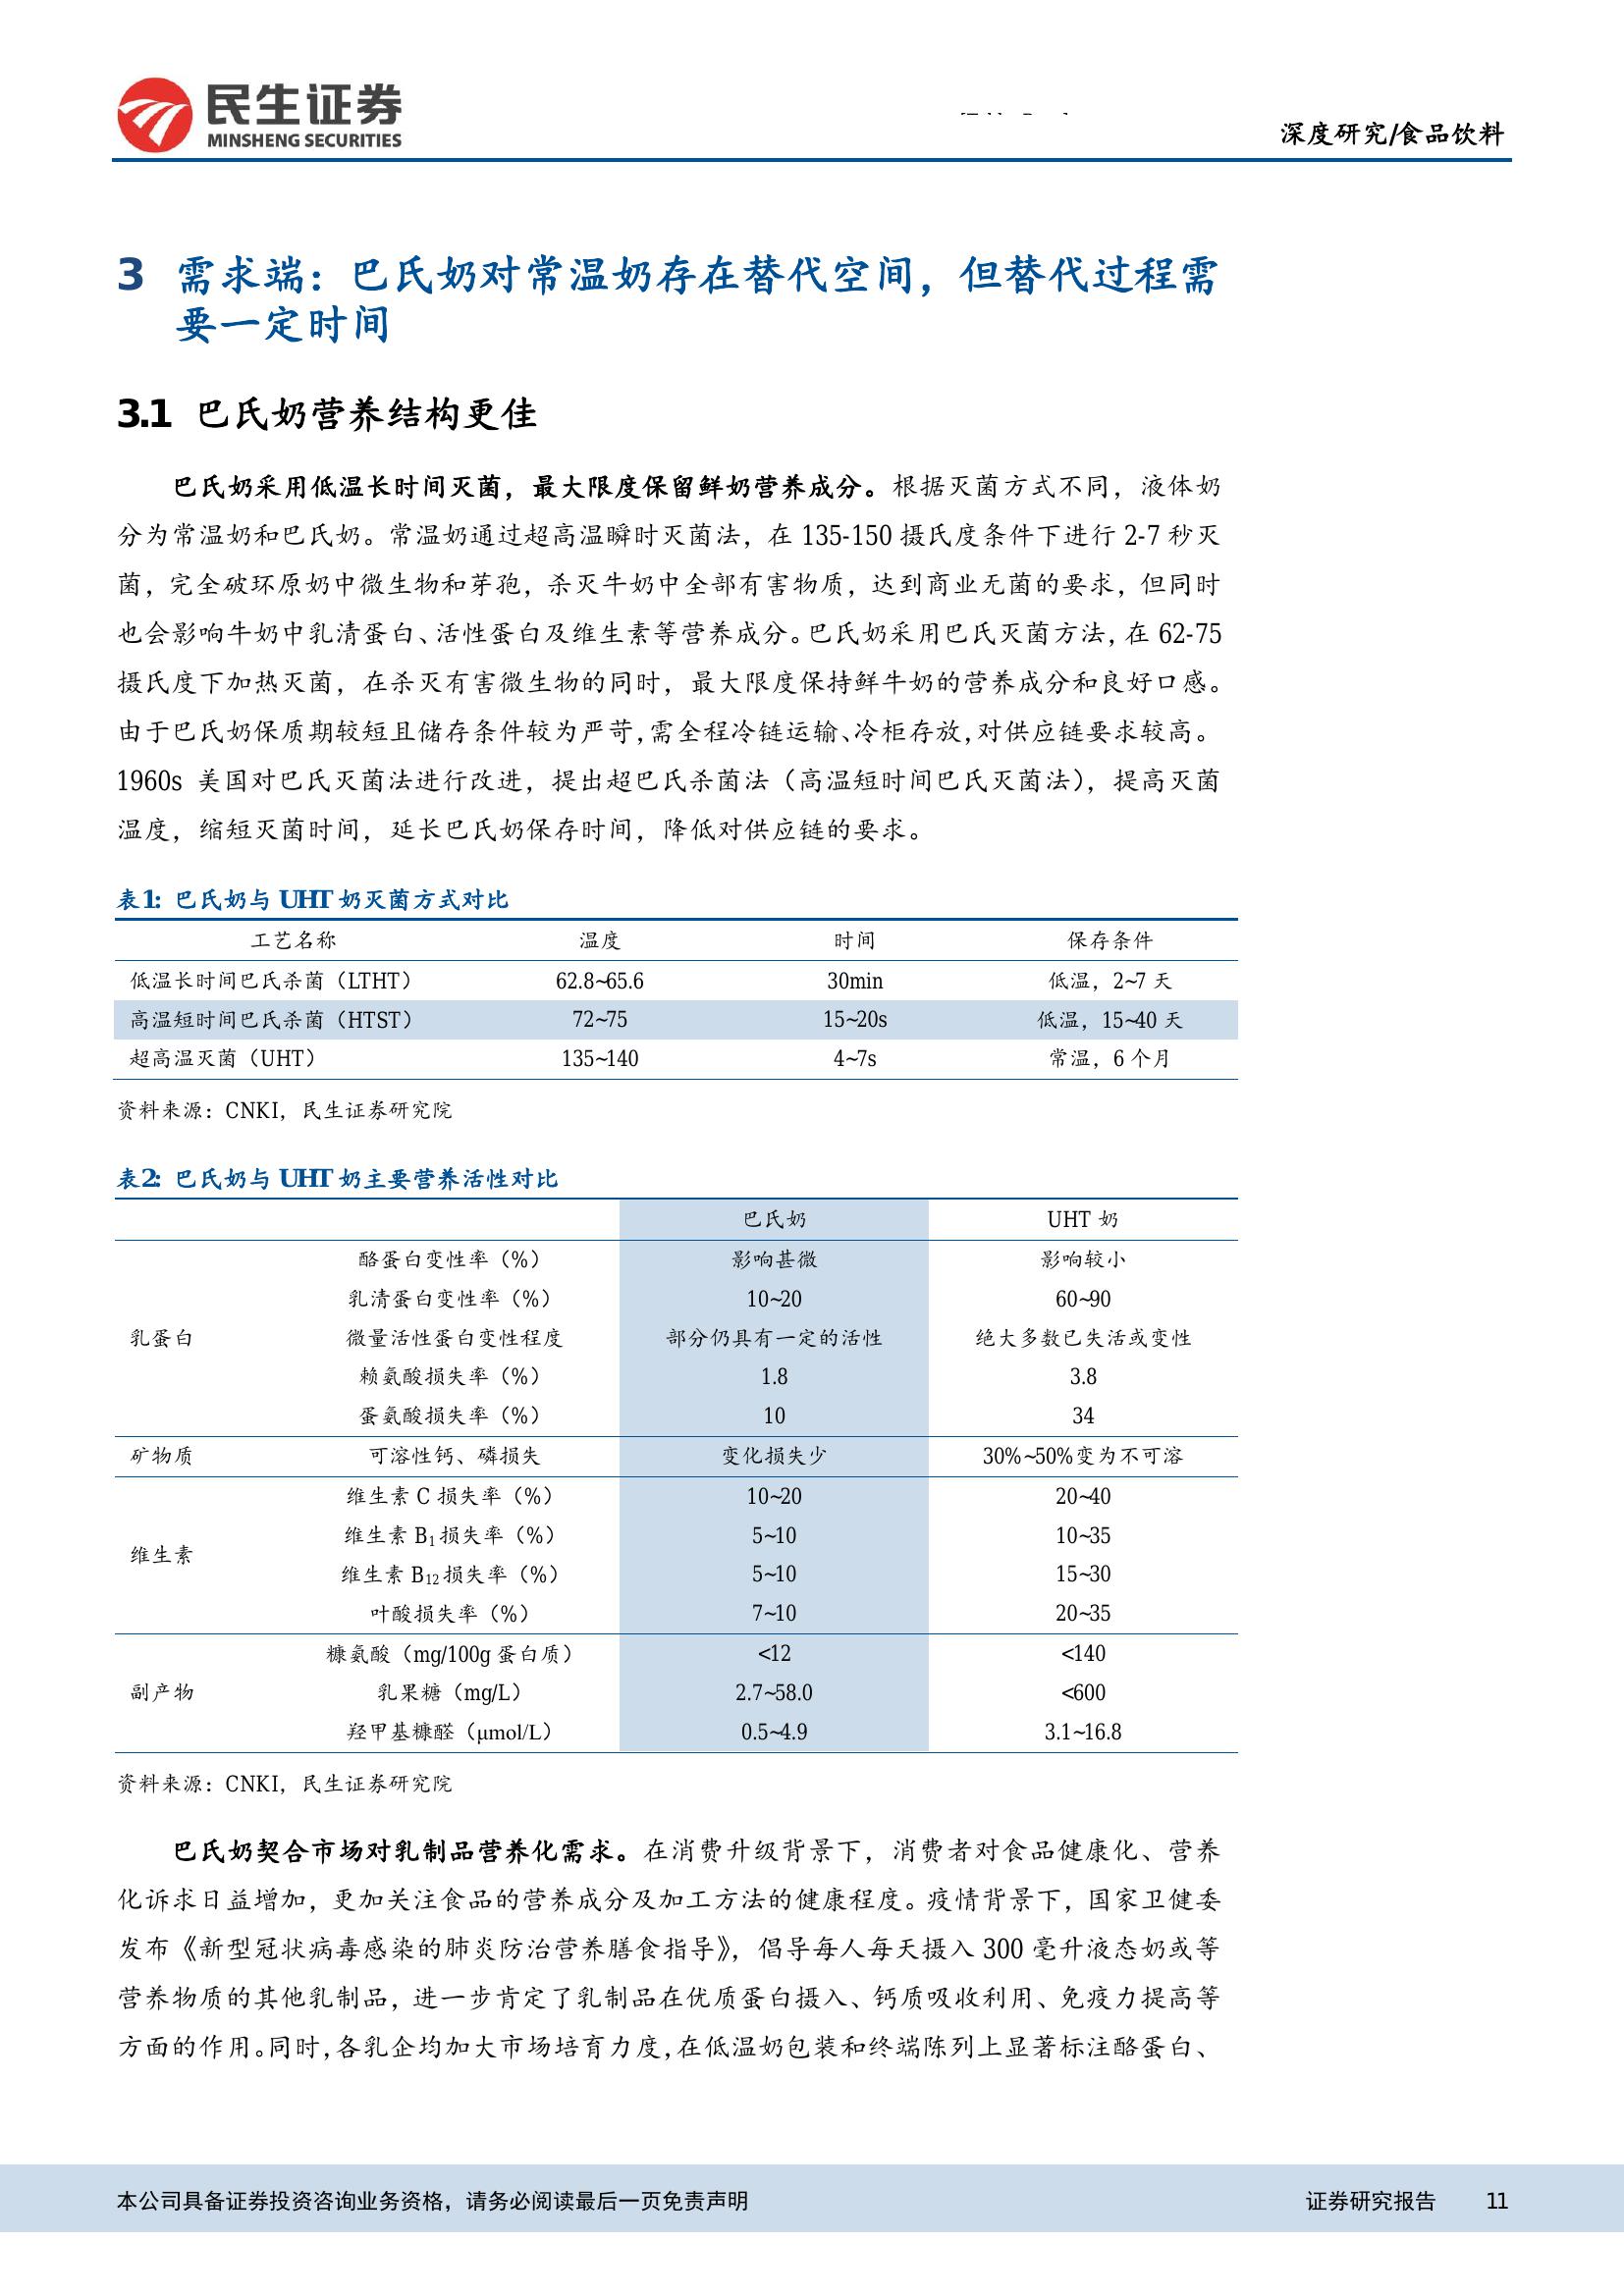 民生证券
MINSHENG SECURITIES
深度研究/食品饮料
3 需求端：巴氏奶对常温奶存在替代空间，但替代过程需
要一定时间
3.1 巴氏奶营养结构更佳
巴氏奶采用低温长时间灭菌，最大限度保留鲜奶营养成分。根据灭菌方式不同，液体奶
分为常温奶和巴氏奶。常温奶通过超高温瞬时灭菌法，在 135-150 摄氏度条件下进行 2-7 秒灭
菌，完全破环原奶中微生物和芽孢，杀灭牛奶中全部有害物质，达到商业无菌的要求，但同时
也会影响牛奶中乳清蛋白、活性蛋白及维生素等营养成分。巴氏奶采用巴氏灭菌方法，在 62-75
摄氏度下加热灭菌，在杀灭有害微生物的同时，最大限度保持鲜牛奶的营养成分和良好口感。
由于巴氏奶保质期较短且储存条件较为严苛，需全程冷链运输、冷柜存放，对供应链要求较高。
1960s 美国对巴氏灭菌法进行改进，提出超巴氏杀菌法（高温短时间巴氏灭菌法），提高灭菌
温度，缩短灭菌时间，延长巴氏奶保存时间，降低对供应链的要求。
表1：巴氏奶与 UHT 奶灭菌方式对比
工艺名称 温度 时间 保存条件
低温长时间巴氏杀菌（LTHT） 62.8~65.6 30min 低温，2~7 天
高温短时间巴氏杀菌（HTST） 72~75 15~20s 低温，15~40 天
超高温灭菌（UHT） 135~140 4~7s 常温，6 个月
资料来源：CNKI，民生证券研究院
表2：巴氏奶与 UHT 奶主要营养活性对比
巴氏奶 UHT 奶
酪蛋白变性率（%） 影响甚微 影响较小
乳清蛋白变性率（%） 10~20 60~90
乳蛋白 微量活性蛋白变性程度 部分仍具有一定的活性 绝大多数已失活或变性
赖氨酸损失率（%） 1.8 3.8
蛋氨酸损失率（%） 10 34
矿物质 可溶性钙、磷损失 变化损失少 30%~50%变为不可溶
维生素 C 损失率（%） 10~20 20~40
维生素 B1 损失率（%） 5~10 10~35
维生素
维生素 B12 损失率（%） 5~10 15~30
叶酸损失率（%） 7~10 20~35
糠氨酸（mg/100g 蛋白质） <12 <140
副产物 乳果糖（mg/L） 2.7~58.0 <600
羟甲基糠醛（μmol/L） 0.5~4.9 3.1~16.8
资料来源：CNKI，民生证券研究院
巴氏奶契合市场对乳制品营养化需求。在消费升级背景下，消费者对食品健康化、营养
化诉求日益增加，更加关注食品的营养成分及加工方法的健康程度。疫情背景下，国家卫健委
发布《新型冠状病毒感染的肺炎防治营养膳食指导》，倡导每人每天摄入 300 毫升液态奶或等
营养物质的其他乳制品，进一步肯定了乳制品在优质蛋白摄入、钙质吸收利用、免疫力提高等
方面的作用。同时，各乳企均加大市场培育力度，在低温奶包装和终端陈列上显著标注酪蛋白、
本公司具备证券投资咨询业务资格，请务必阅读最后一页免责声明 证券研究报告 11